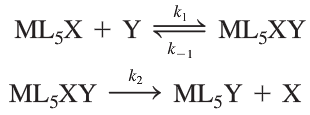 ML₅X + Y k₁ ⇌ k₋₁ ML₅XY
ML₅XY k₂ ⟶ ML₅Y + X